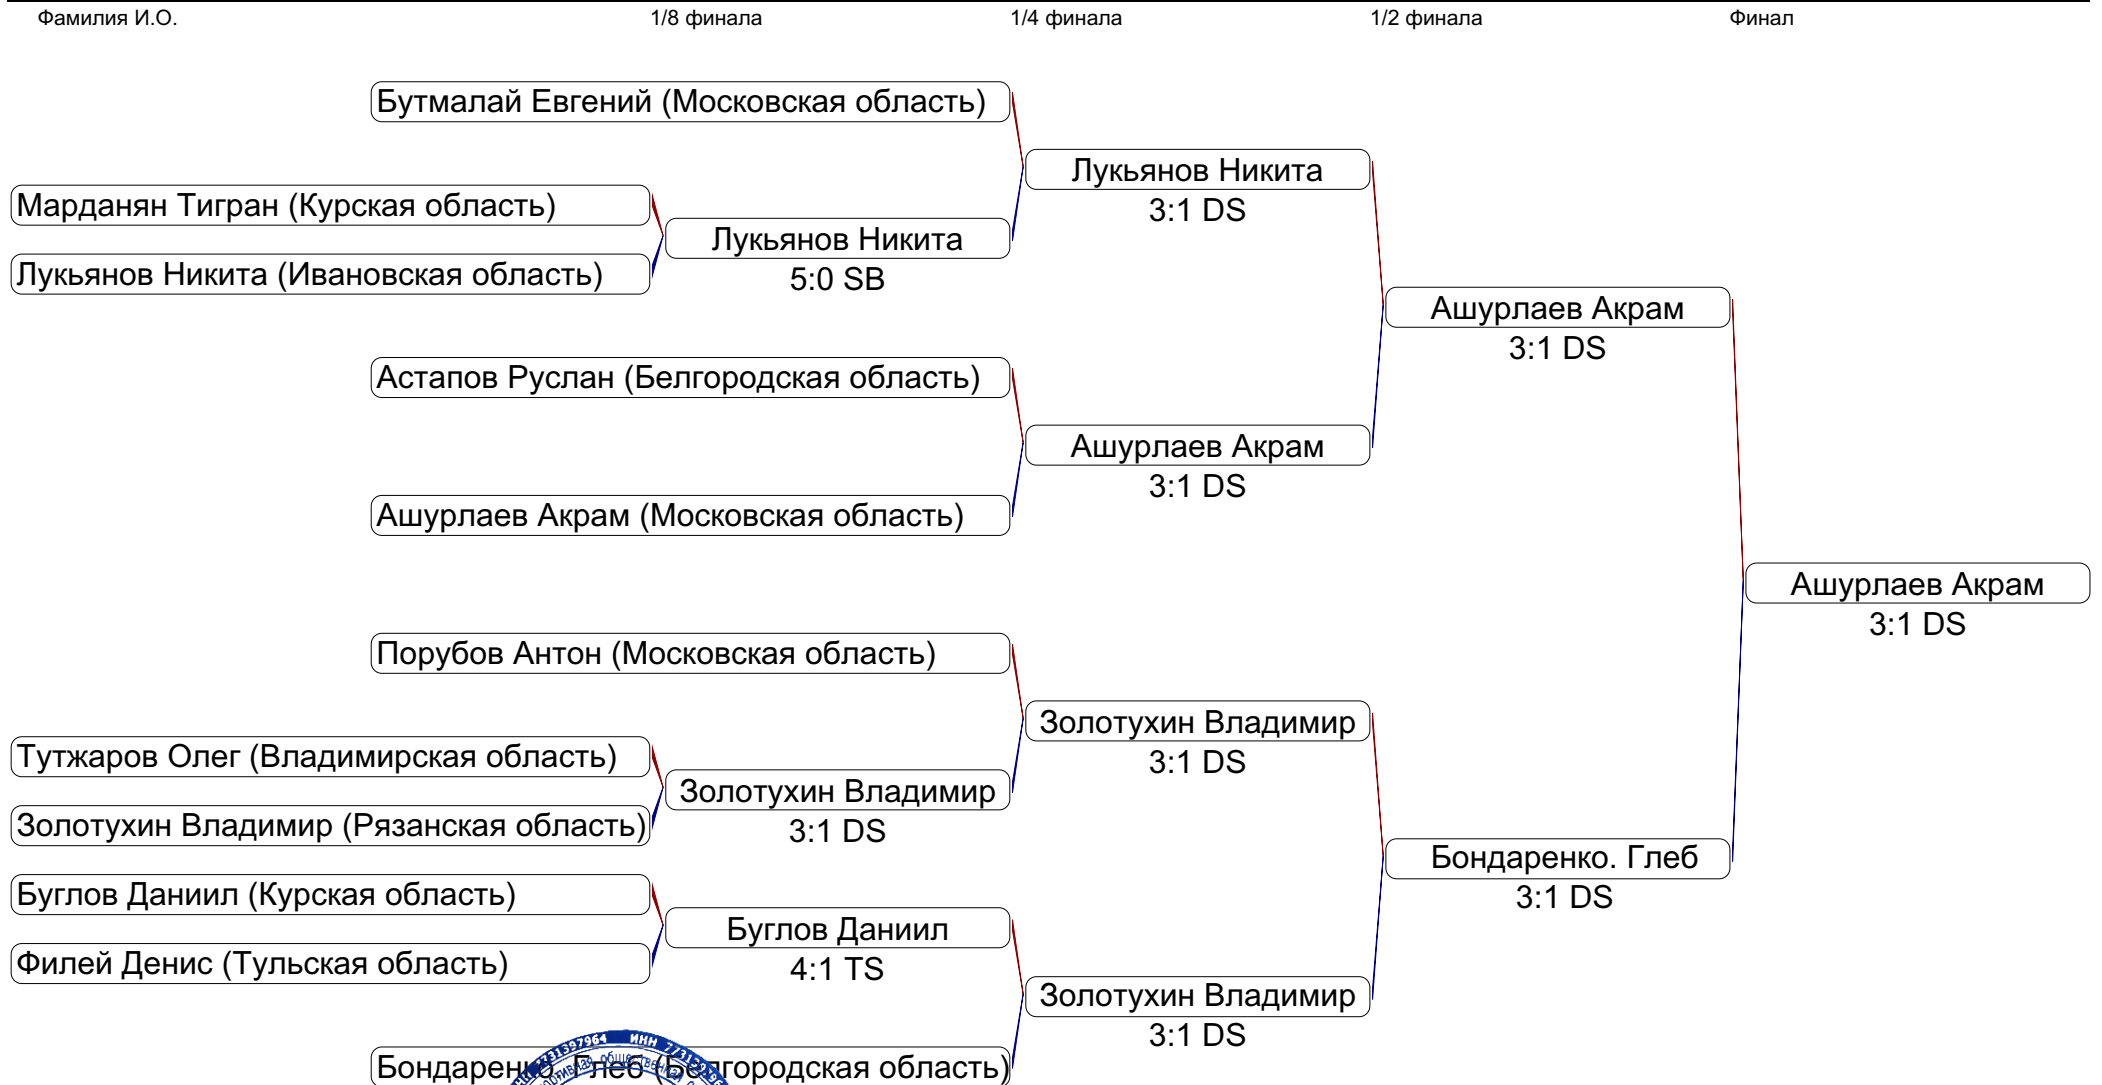 Фамилия И.О. 1/8 финала 1/4 финала 1/2 финала Финал
Бутмалай Евгений (Московская область)
Лукьянов Никита
3:1 DS
Марданян Тигран (Курская область)
Лукьянов Никита
5:0 SB
Лукьянов Никита (Ивановская область)
Ашурлаев Акрам
3:1 DS
Астапов Руслан (Белгородская область)
Ашурлаев Акрам
3:1 DS
Ашурлаев Акрам (Московская область)
Ашурлаев Акрам
3:1 DS
Порубов Антон (Московская область)
Золотухин Владимир
3:1 DS
Тутжаров Олег (Владимирская область)
Золотухин Владимир
3:1 DS
Золотухин Владимир (Рязанская область)
Бондаренко. Глеб
3:1 DS
Буглов Даниил (Курская область)
Буглов Даниил
4:1 TS
Филей Денис (Тульская область)
Золотухин Владимир
3:1 DS
Бондаренко. Глеб (Белгородская область)
ИНН